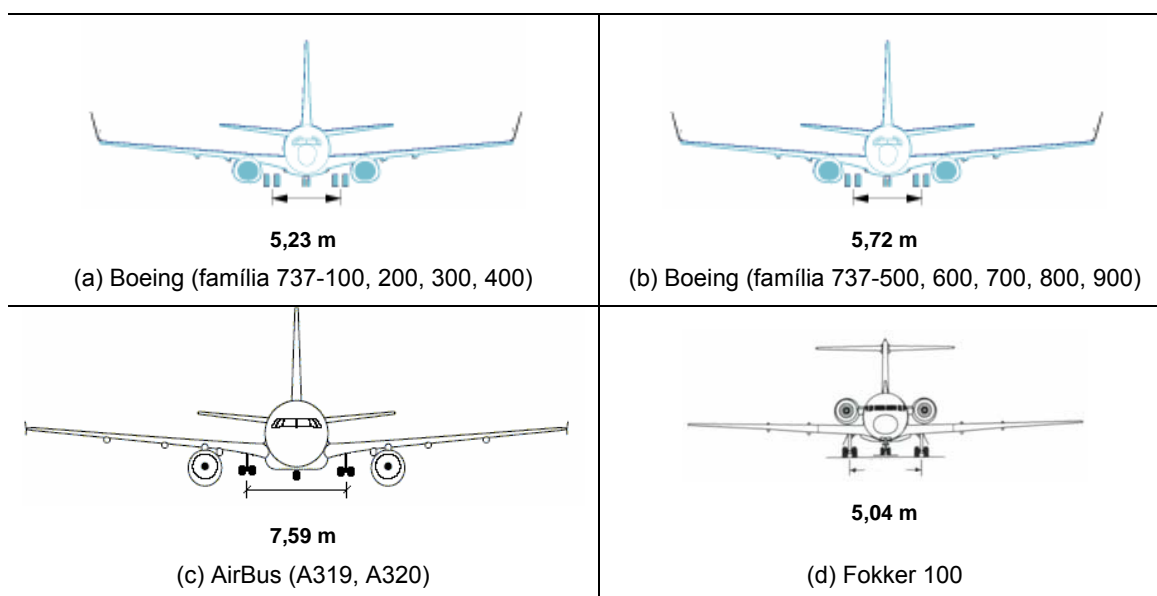 5,23 m
(a) Boeing (família 737-100, 200, 300, 400)
5,72 m
(b) Boeing (família 737-500, 600, 700, 800, 900)
7,59 m
(c) AirBus (A319, A320)
5,04 m
(d) Fokker 100